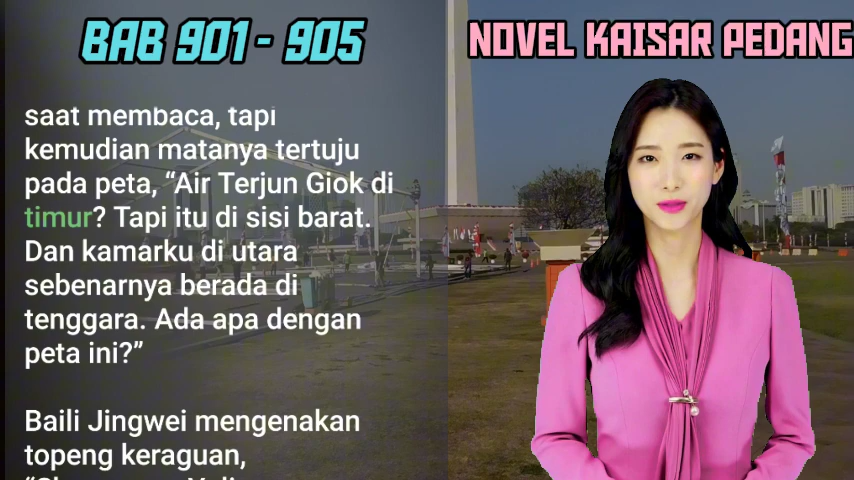 BAB 901 - 905
NOVEL KAISAR PEDANG
saat membaca, tapi
kemudian matanya tertuju
pada peta, “Air Terjun Giok di
timur? Tapi itu di sisi barat.
Dan kamarku di utara
sebenarnya berada di
tenggara. Ada apa dengan
peta ini?”
Baili Jingwei mengenakan
topeng keraguan,